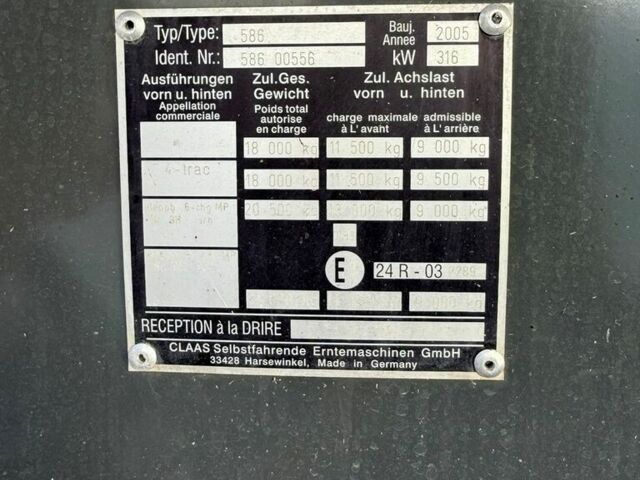 Typ/Type: 586 Bauj. Annee 2005
Ident. Nr.: 586 00556 kW 316
Ausführungen vorn u. hinten Zul.Ges. Gewicht Zul. Achslast vorn u. hinten
Appellation commerciale Poids total autorise en charge charge maximale à L'avant admissible à L'arrière
18 000 kg 11 500 kg 9 000 kg
4-trac 18 000 kg 11 500 kg 9 500 kg
20 500 kg 9 000 kg
E 24 R - 03
RECEPTION à la DRIRE
CLAAS Selbstfahrende Erntemaschinen GmbH
33428 Harsewinkel, Made in Germany